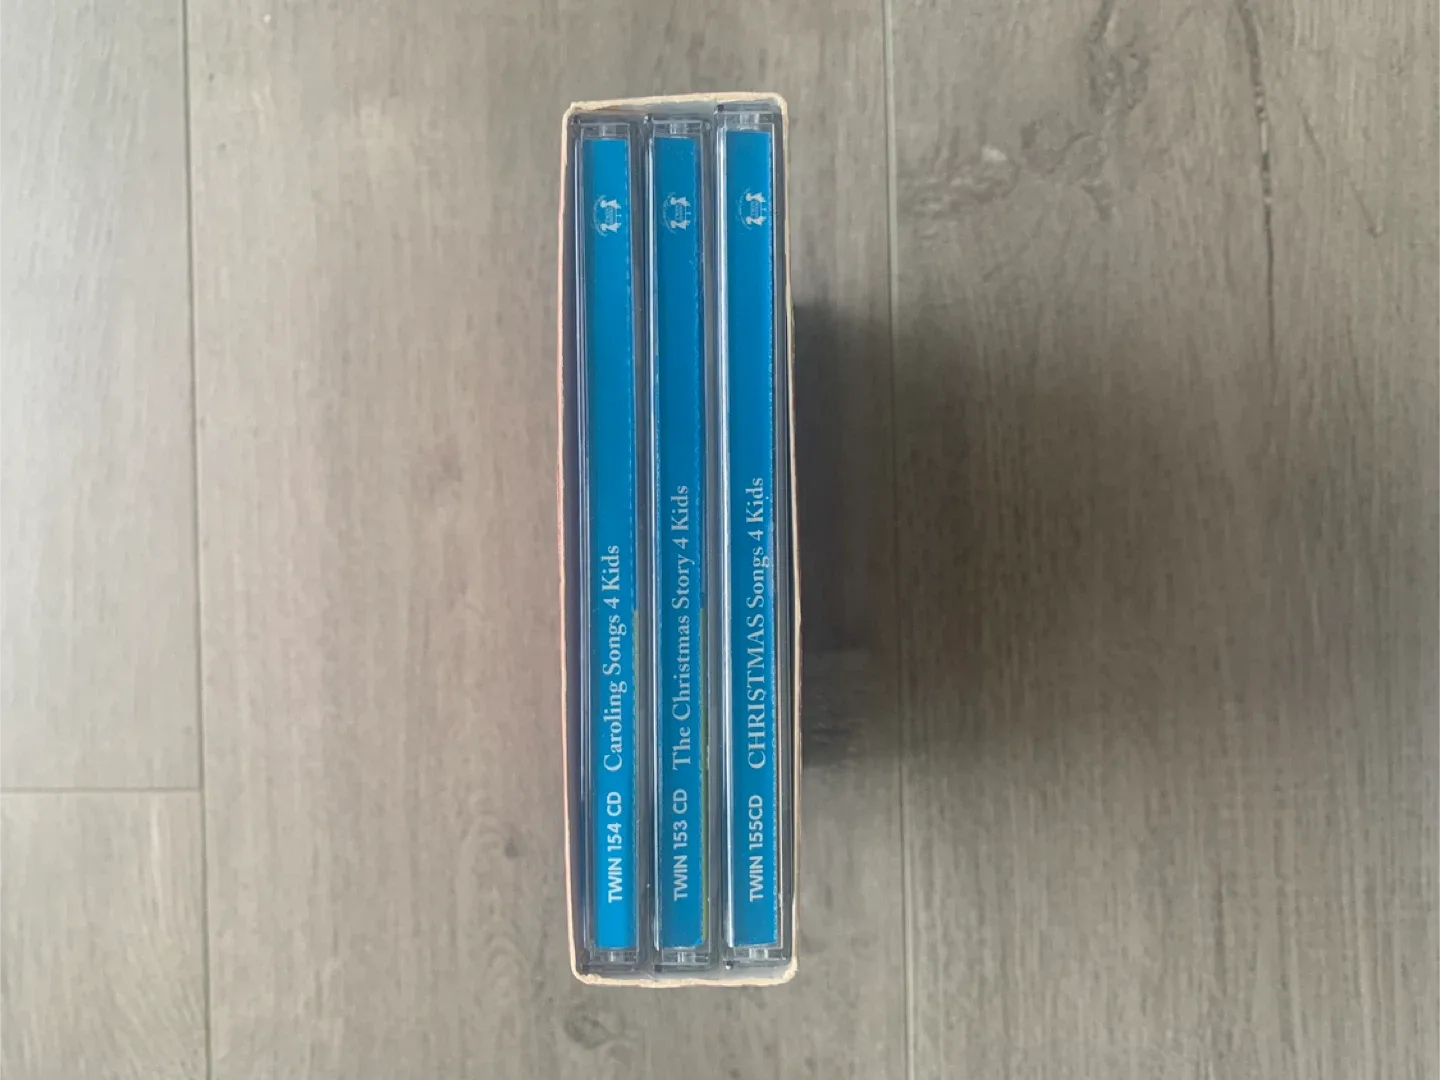 TWIN 154 CD Caroling Songs 4 Kids
TWIN 153 CD The Christmas Story 4 Kids
TWIN 155CD CHRISTMAS Songs 4 Kids